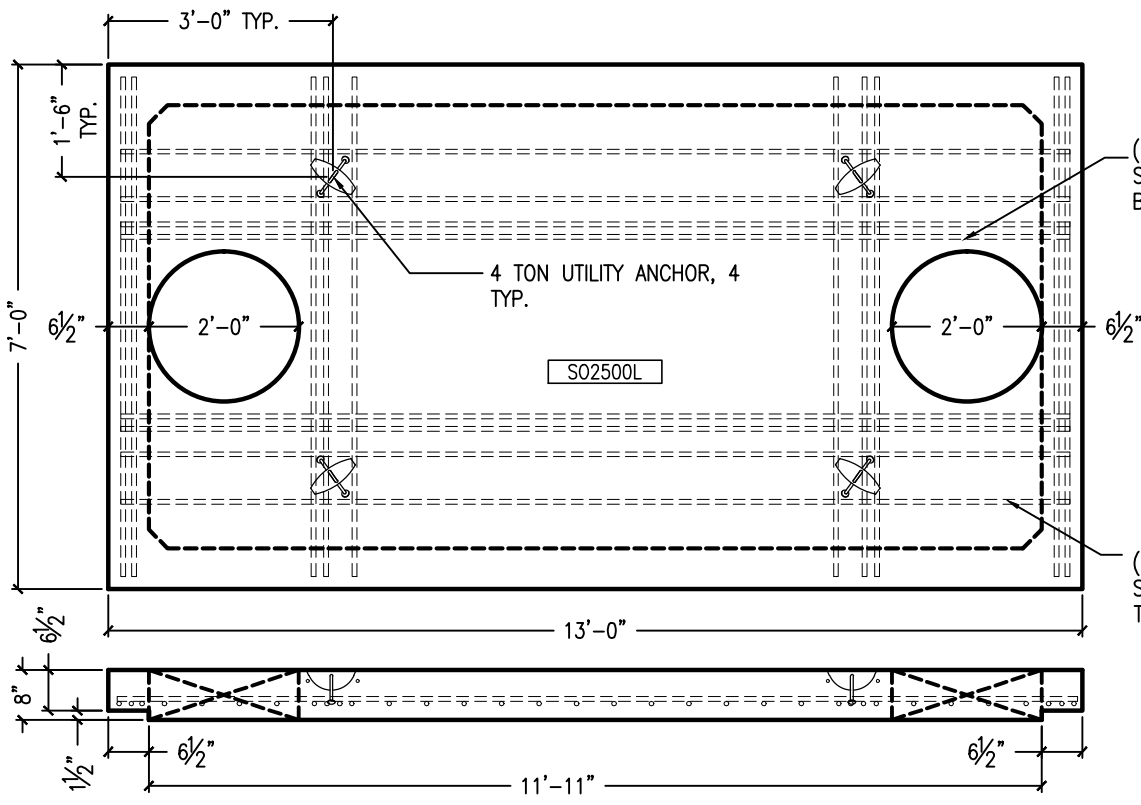 3'-0" TYP.
1'-6"
TYP.
(
S
B
4 TON UTILITY ANCHOR, 4
TYP.
7'-0"
6½"
2'-0"
2'-0"
6½"
SO2500L
(
S
T
13'-0"
6½"
8"
1½"
6½"
6½"
11'-11"